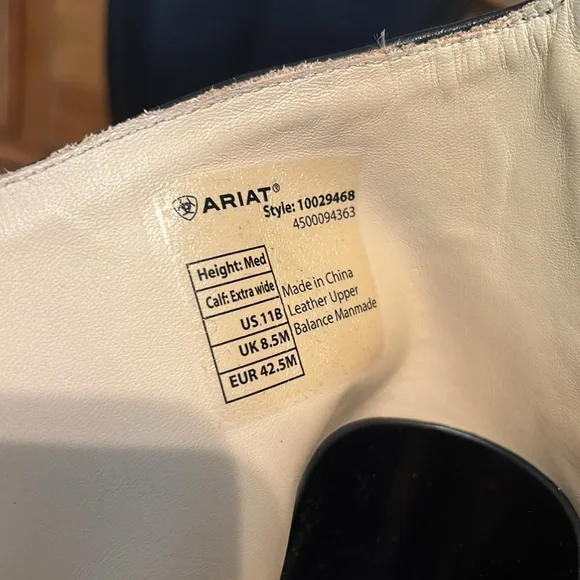 ARIAT®
Style: 10029468
4500094363
Height: Med
Calf: Extra wide
US 11B
UK 8.5M
EUR 42.5M
Made in China
Leather Upper
Balance Manmade